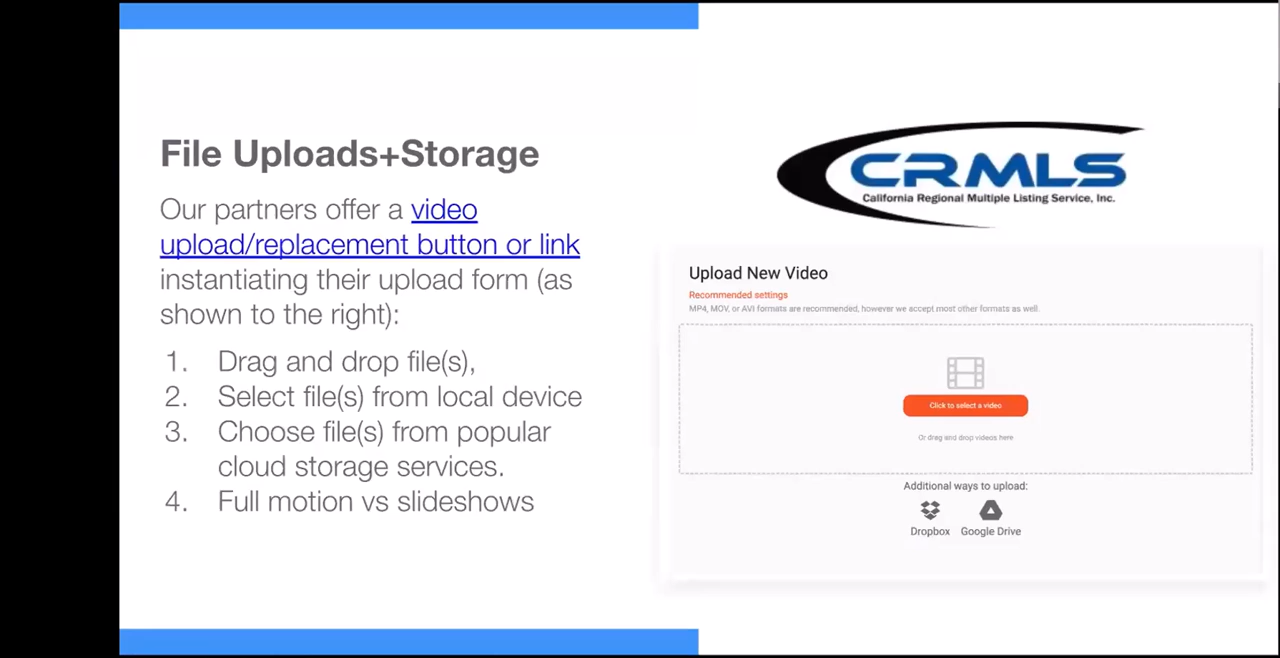 File Uploads+Storage
Our partners offer a video
upload/replacement button or link
instantiating their upload form (as
shown to the right):
1. Drag and drop file(s),
2. Select file(s) from local device
3. Choose file(s) from popular
cloud storage services.
4. Full motion vs slideshows
CRMLS
California Regional Multiple Listing Service, Inc.
Upload New Video
Recommended settings
MP4, MOV, or AVI formats are recommended, however we accept most other formats as well.
Click to select a video
Or drag and drop videos here
Additional ways to upload:
Dropbox Google Drive